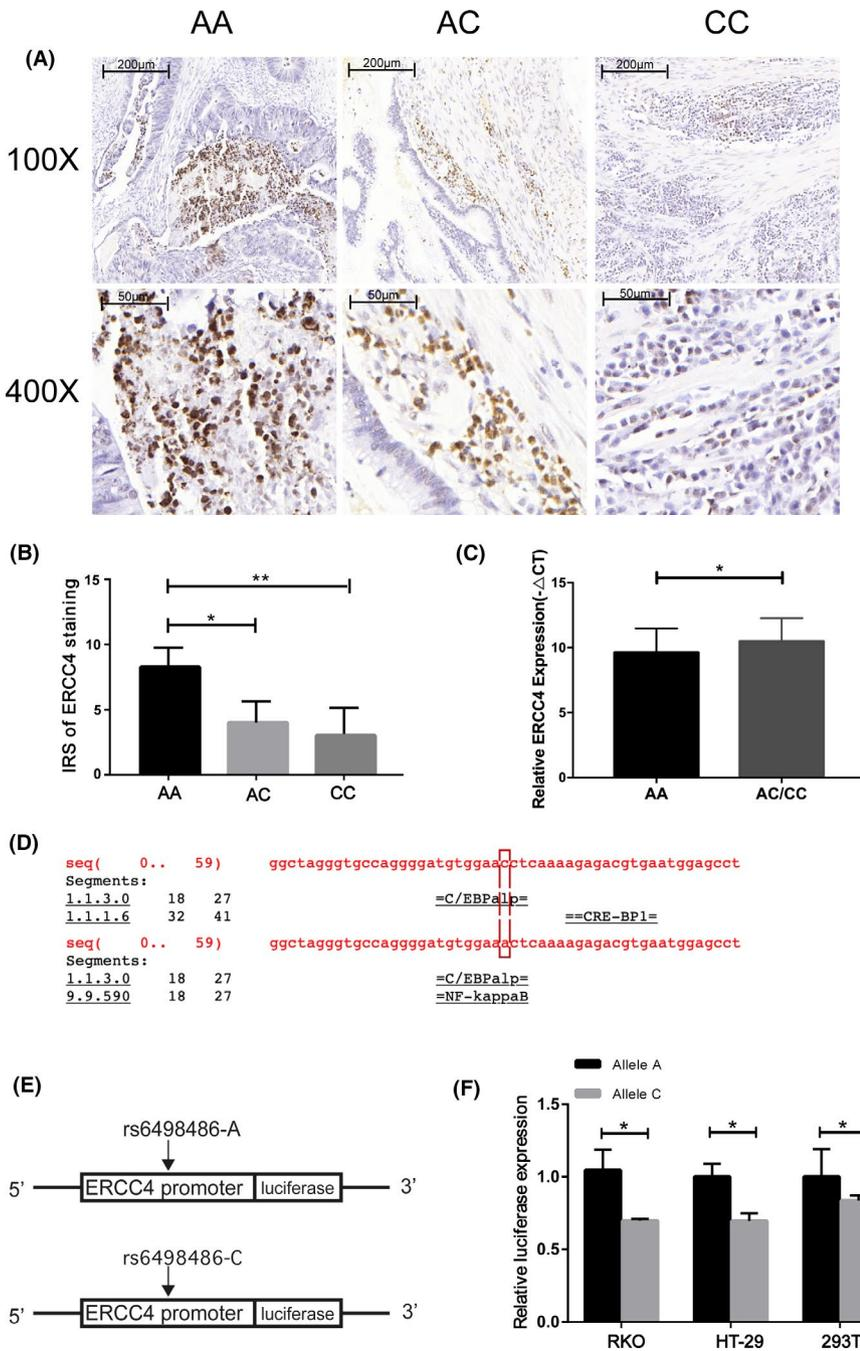 AA AC CC
(A)
200µm 200µm 200µm
100X
50µm 50µm 50µm
400X
(B)
IRS of ERCC4 staining
15
10
5
0
**
*
AA AC CC
(C)
Relative ERCC4 Expression(-△CT)
15
10
5
0
*
AA AC/CC
(D)
seq( 0.. 59) ggctagggtgccaggggatgtggaacctcaaaagagacgtgaatggagcct
Segments:
1.1.3.0 18 27 =C/EBPalp=
1.1.1.6 32 41 ==CRE-BP1=
seq( 0.. 59) ggctagggtgccaggggatgtggaaactcaaaagagacgtgaatggagcct
Segments:
1.1.3.0 18 27 =C/EBPalp=
9.9.590 18 27 =NF-kappaB
(E)
rs6498486-A
5’ ERCC4 promoter luciferase 3’
rs6498486-C
5’ ERCC4 promoter luciferase 3’
(F)
Allele A
Allele C
Relative luciferase expression
1.5
1.0
0.5
0.0
* * *
RKO HT-29 293T